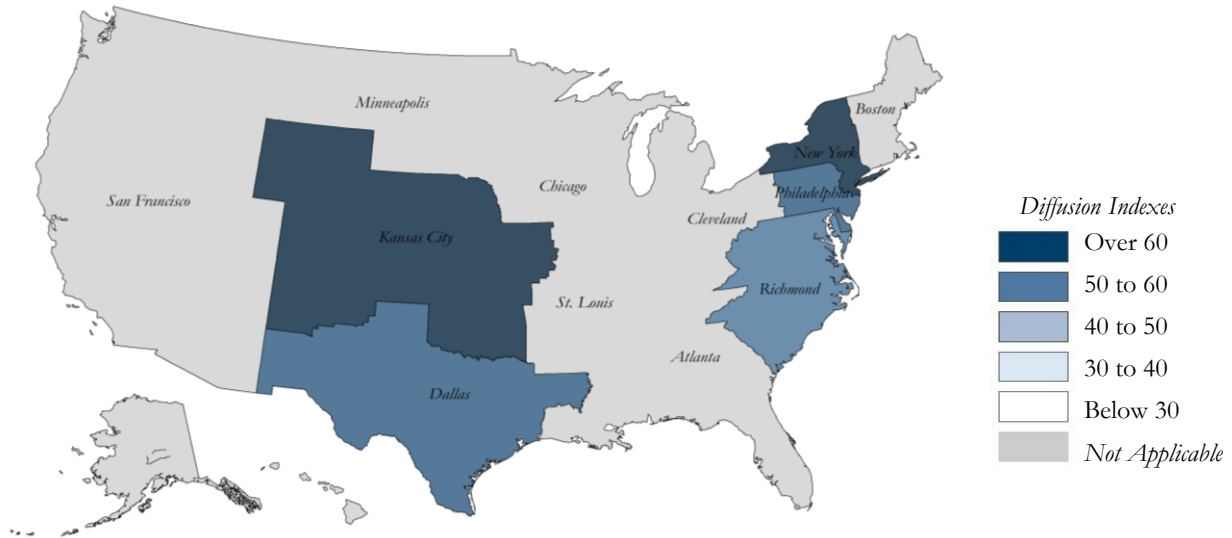 Boston
Minneapolis
New York
Chicago
Philadelphia
San Francisco
Cleveland
Kansas City
Richmond
St. Louis
Atlanta
Dallas
Diffusion Indexes
Over 60
50 to 60
40 to 50
30 to 40
Below 30
Not Applicable